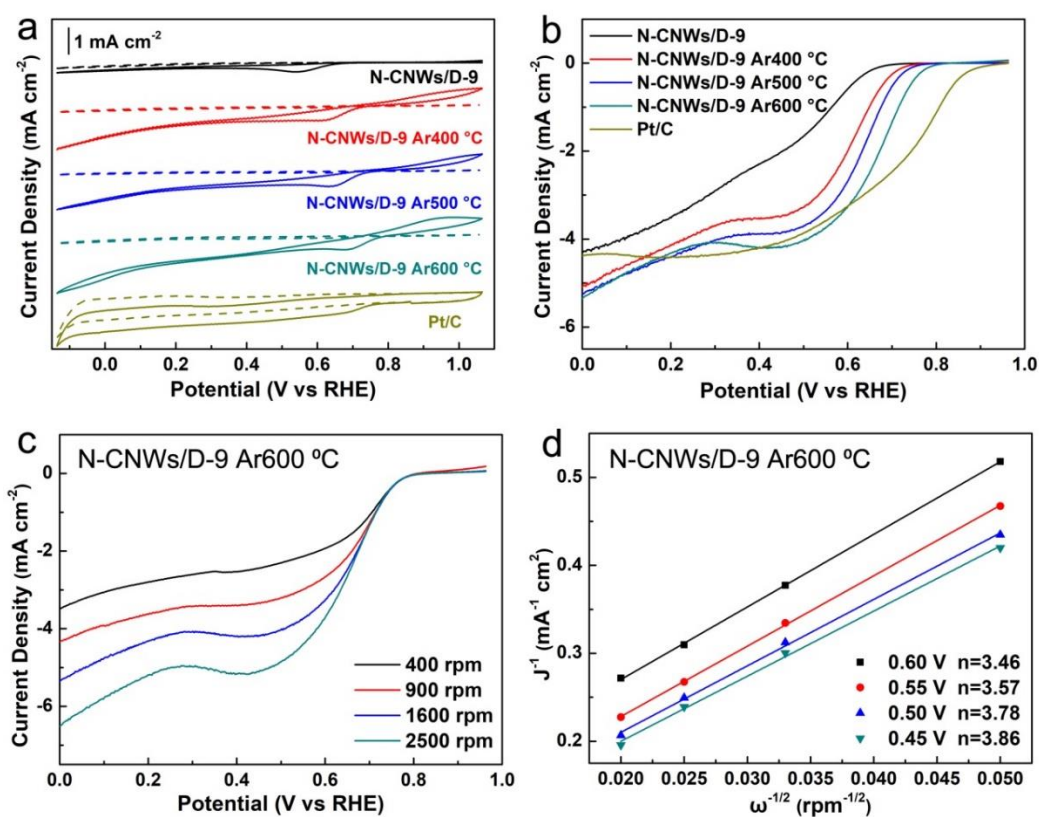 a
1 mA cm-2
N-CNWs/D-9
N-CNWs/D-9 Ar400 °C
N-CNWs/D-9 Ar500 °C
N-CNWs/D-9 Ar600 °C
Pt/C
Current Density (mA cm-2)
0.0 0.2 0.4 0.6 0.8 1.0
Potential (V vs RHE)
b
N-CNWs/D-9
N-CNWs/D-9 Ar400 °C
N-CNWs/D-9 Ar500 °C
N-CNWs/D-9 Ar600 °C
Pt/C
0
-2
-4
-6
Current Density (mA cm-2)
0.0 0.2 0.4 0.6 0.8 1.0
Potential (V vs RHE)
c
N-CNWs/D-9 Ar600 ºC
0
-2
-4
-6
Current Density (mA cm-2)
400 rpm
900 rpm
1600 rpm
2500 rpm
0.0 0.2 0.4 0.6 0.8 1.0
Potential (V vs RHE)
d
N-CNWs/D-9 Ar600 ºC
0.5
0.4
0.3
0.2
J-1 (mA-1 cm2)
0.60 V n=3.46
0.55 V n=3.57
0.50 V n=3.78
0.45 V n=3.86
0.020 0.025 0.030 0.035 0.040 0.045 0.050
ω-1/2 (rpm-1/2)